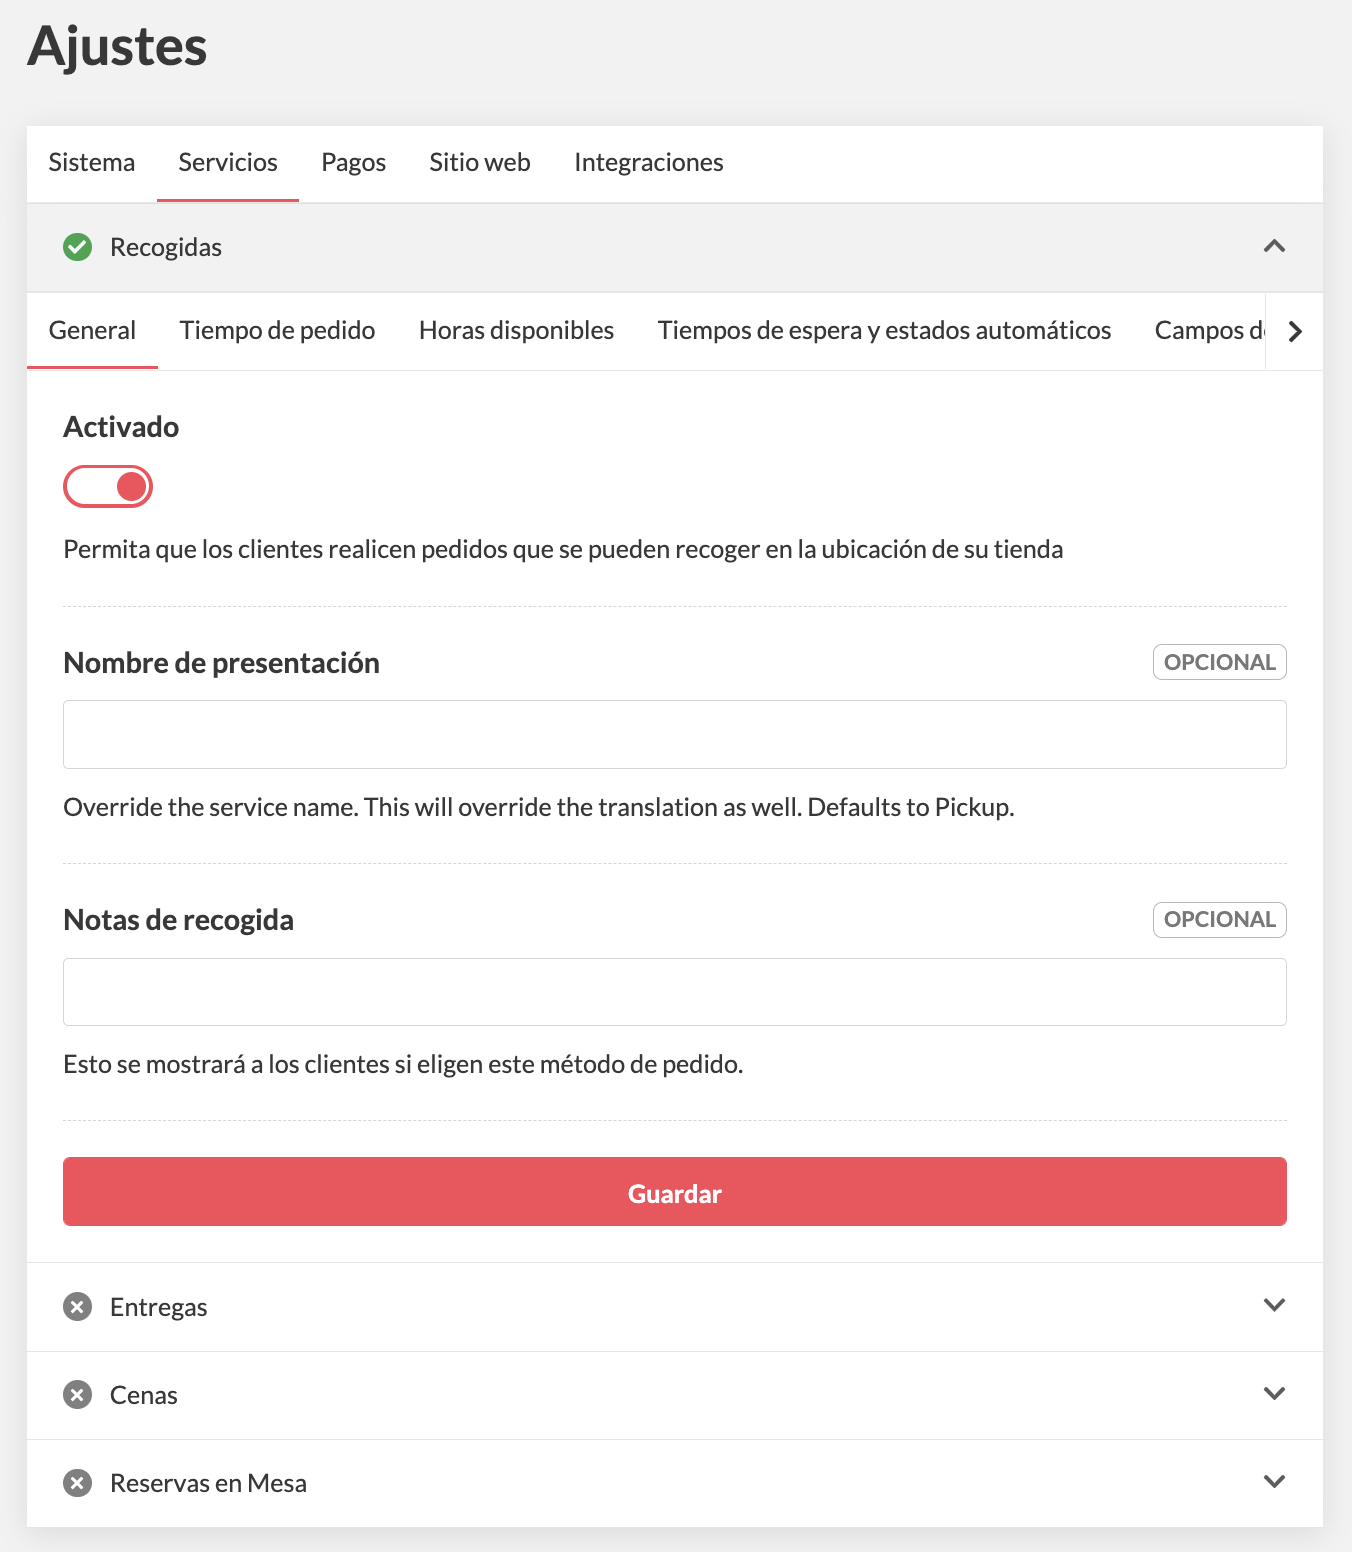 Ajustes
Sistema Servicios Pagos Sitio web Integraciones
Recogidas
General Tiempo de pedido Horas disponibles Tiempos de espera y estados automáticos Campos
Activado
Permita que los clientes realicen pedidos que se pueden recoger en la ubicación de su tienda
Nombre de presentación OPCIONAL
Override the service name. This will override the translation as well. Defaults to Pickup.
Notas de recogida OPCIONAL
Esto se mostrará a los clientes si eligen este método de pedido.
Guardar
Entregas
Cenas
Reservas en Mesa